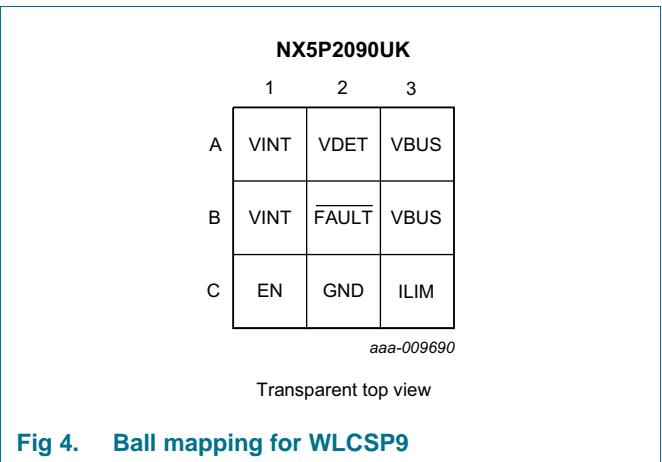 NX5P2090UK
1 2 3
A VINT VDET VBUS
B VINT FAULT VBUS
C EN GND ILIM
aaa-009690
Transparent top view
Fig 4. Ball mapping for WLCSP9